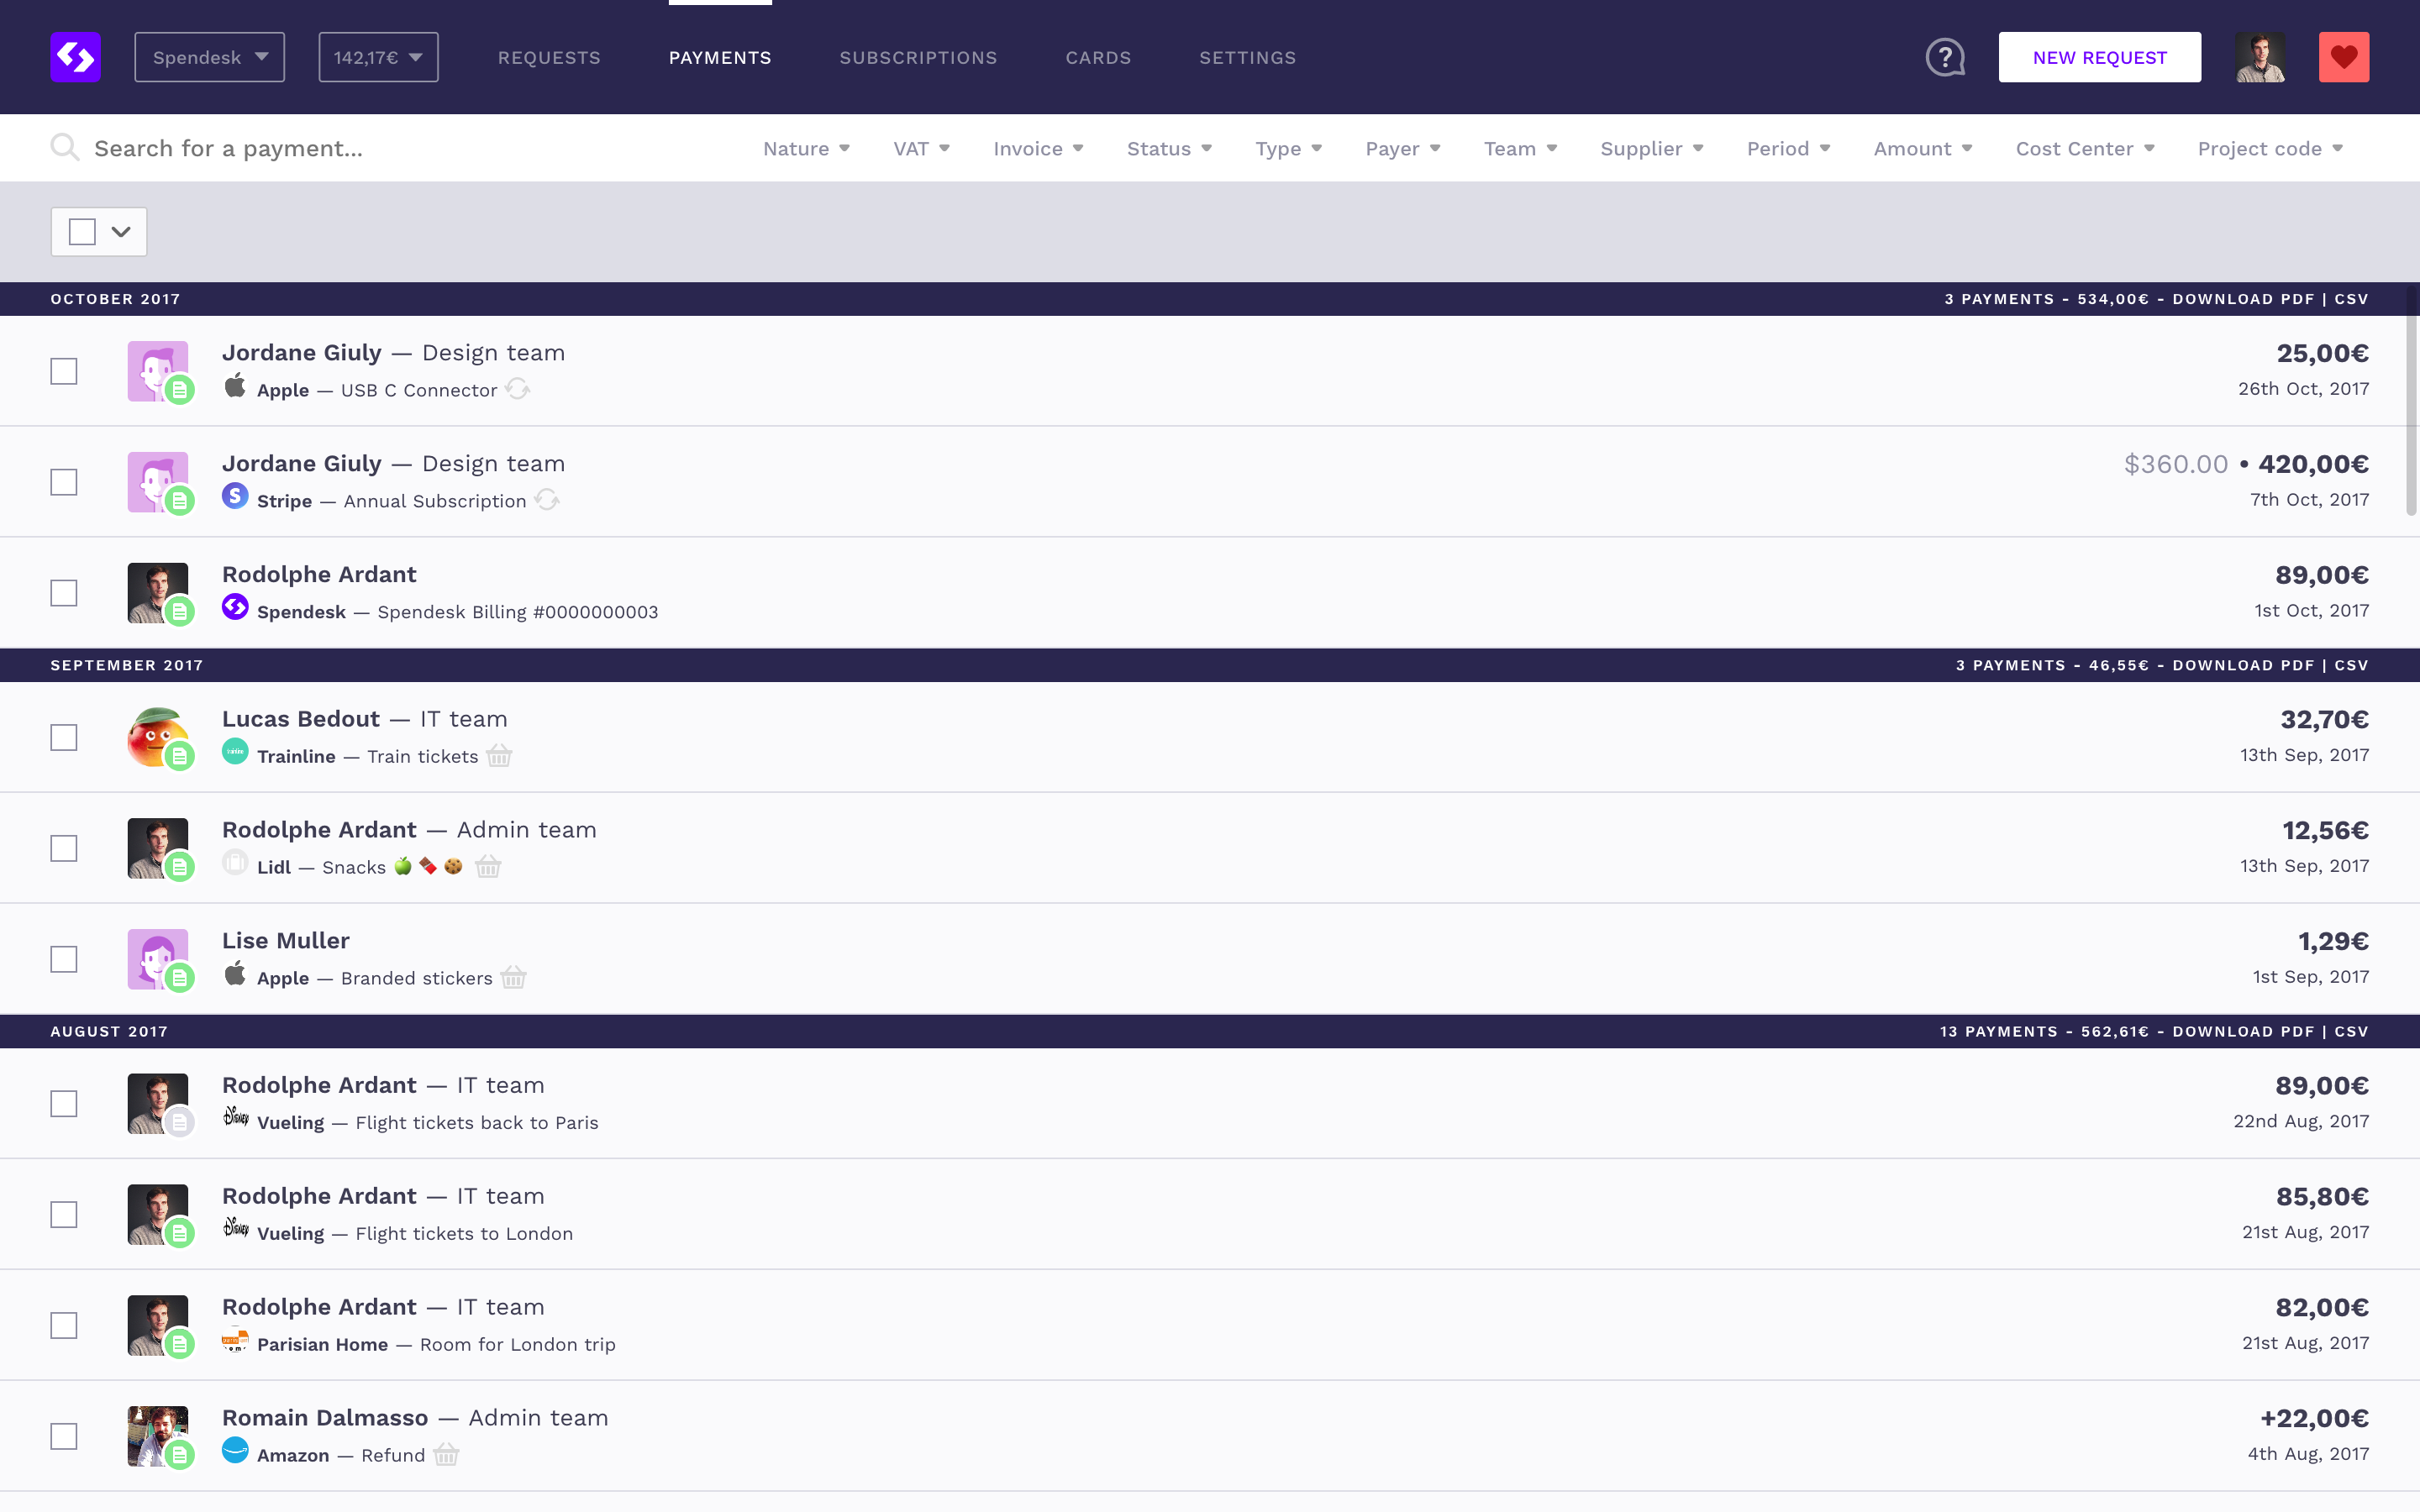 Spendesk 142,17€ REQUESTS PAYMENTS SUBSCRIPTIONS CARDS SETTINGS ? NEW REQUEST
Search for a payment... Nature VAT Invoice Status Type Payer Team Supplier Period Amount Cost Center Project code
OCTOBER 2017 3 PAYMENTS - 534,00€ - DOWNLOAD PDF | CSV
Jordane Giuly — Design team 25,00€
Apple — USB C Connector 26th Oct, 2017
Jordane Giuly — Design team $360.00 • 420,00€
S Stripe — Annual Subscription 7th Oct, 2017
Rodolphe Ardant 89,00€
Spendesk — Spendesk Billing #0000000003 1st Oct, 2017
SEPTEMBER 2017 3 PAYMENTS - 46,55€ - DOWNLOAD PDF | CSV
Lucas Bedout — IT team 32,70€
trainline Trainline — Train tickets 13th Sep, 2017
Rodolphe Ardant — Admin team 12,56€
Lidl — Snacks 🍏 🍫 🍪 13th Sep, 2017
Lise Muller 1,29€
Apple — Branded stickers 1st Sep, 2017
AUGUST 2017 13 PAYMENTS - 562,61€ - DOWNLOAD PDF | CSV
Rodolphe Ardant — IT team 89,00€
Disney Vueling — Flight tickets back to Paris 22nd Aug, 2017
Rodolphe Ardant — IT team 85,80€
Disney Vueling — Flight tickets to London 21st Aug, 2017
Rodolphe Ardant — IT team 82,00€
Parisian Home — Room for London trip 21st Aug, 2017
Romain Dalmasso — Admin team +22,00€
Amazon — Refund 4th Aug, 2017